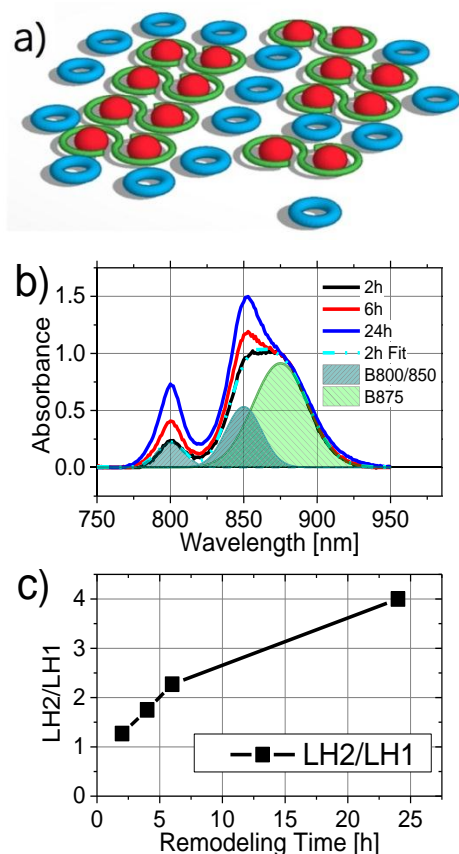 a)
b)
Absorbance
1.5
1.0
0.5
0.0
2h
6h
24h
2h Fit
B800/850
B875
750 800 850 900 950
Wavelength [nm]
c)
LH2/LH1
4
3
2
1
0
LH2/LH1
0 5 10 15 20 25
Remodeling Time [h]